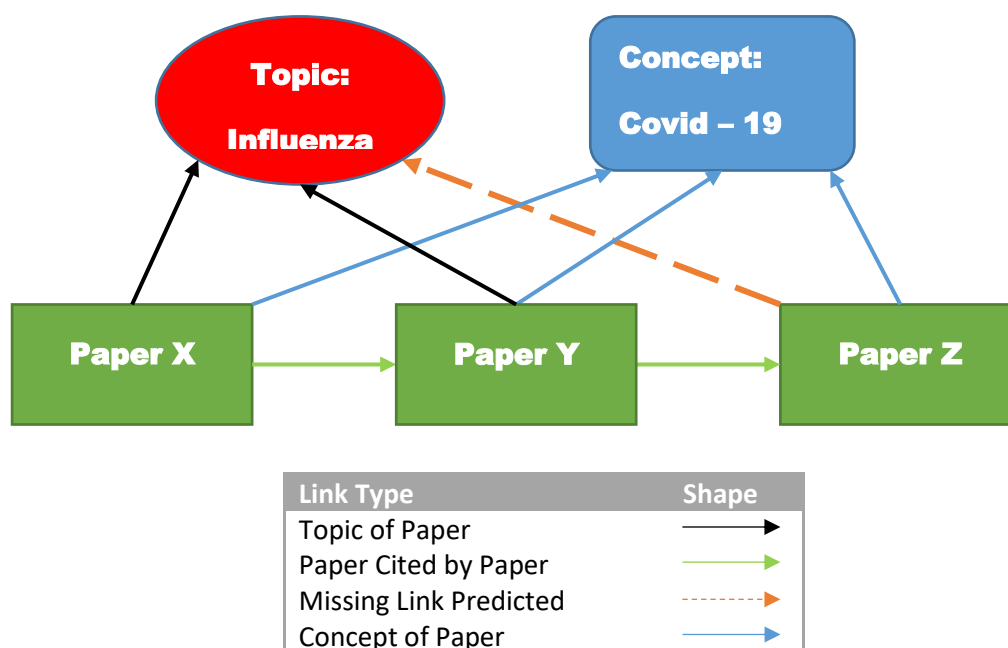 Topic:
Influenza
Concept:
Covid – 19
Paper X
Paper Y
Paper Z
Link Type Shape
Topic of Paper
Paper Cited by Paper
Missing Link Predicted
Concept of Paper